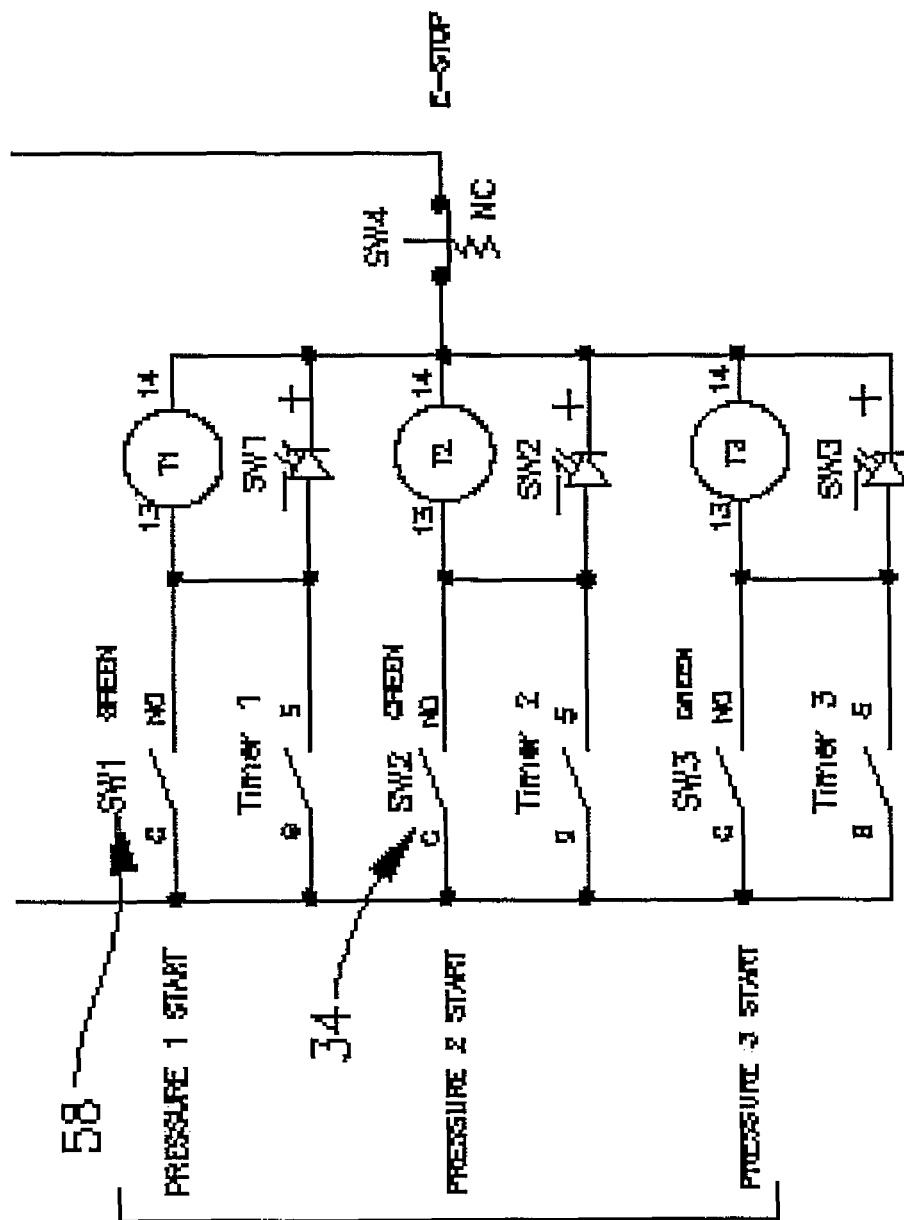 58
PRESSURE 1 START
SW1 GREEN
C NO
13 T1 14
Timer 1
5
SW1
+
34
PRESSURE 2 START
SW2 GREEN
C NO
13 T2 14
Timer 2
9 5
SW2
+
SW4
NC
E-STOP
PRESSURE 3 START
SW3 GREEN
C NO
13 T3 14
Timer 3
SW3
+